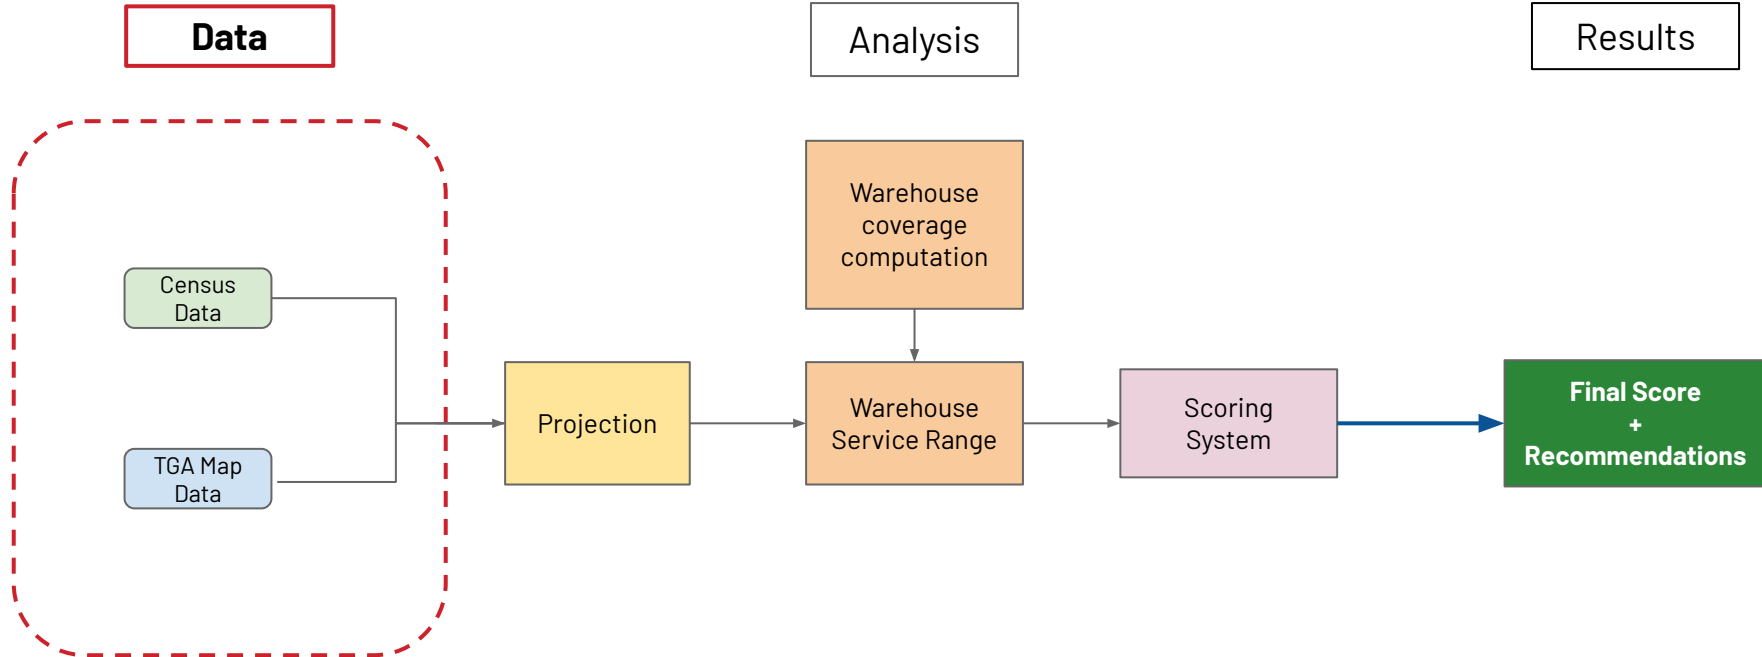 Data
Analysis
Results
Warehouse
coverage
computation
Census
Data
TGA Map
Data
Projection
Warehouse
Service Range
Scoring
System
Final Score
+
Recommendations